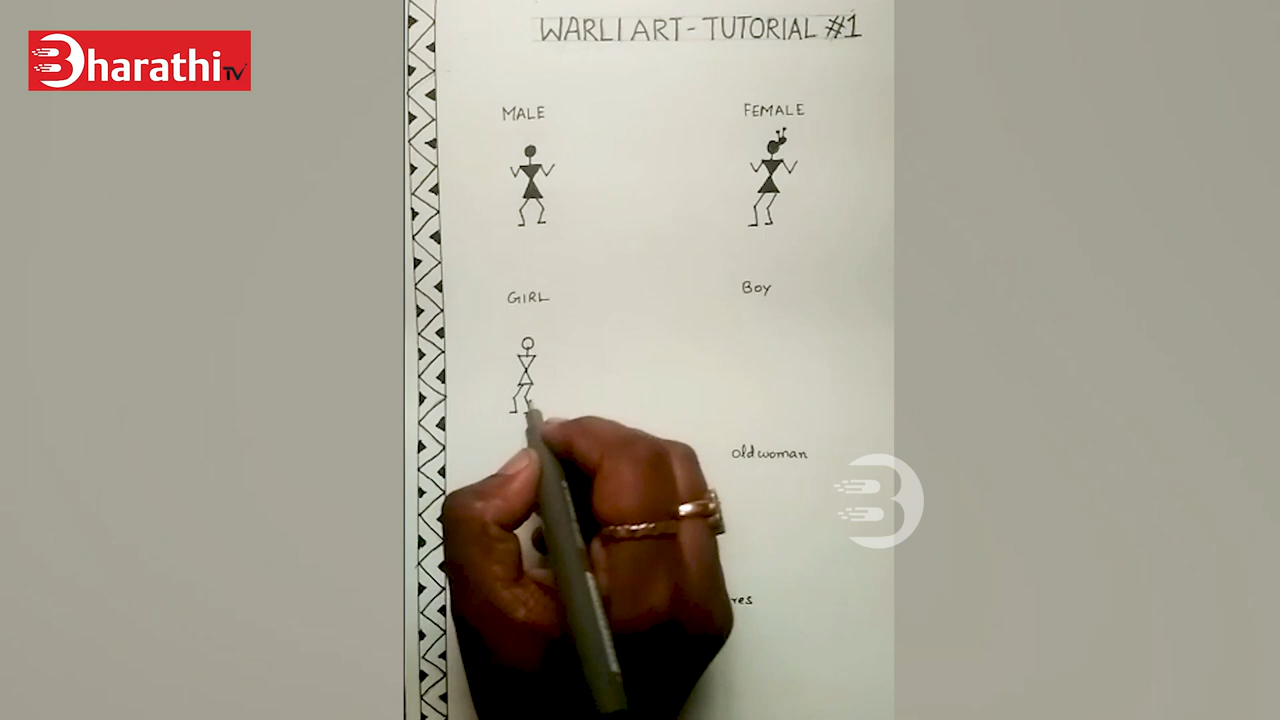 Bharathi TV
WARLI ART - TUTORIAL #1
MALE
FEMALE
GIRL
BOY
Old woman